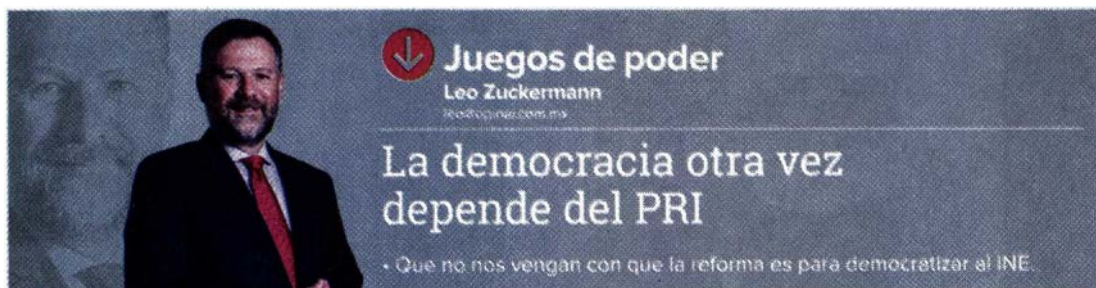 Juegos de poder
Leo Zuckermann
La democracia otra vez
depende del PRI
• Que no nos vengan con que la reforma es para democratizar al INE.